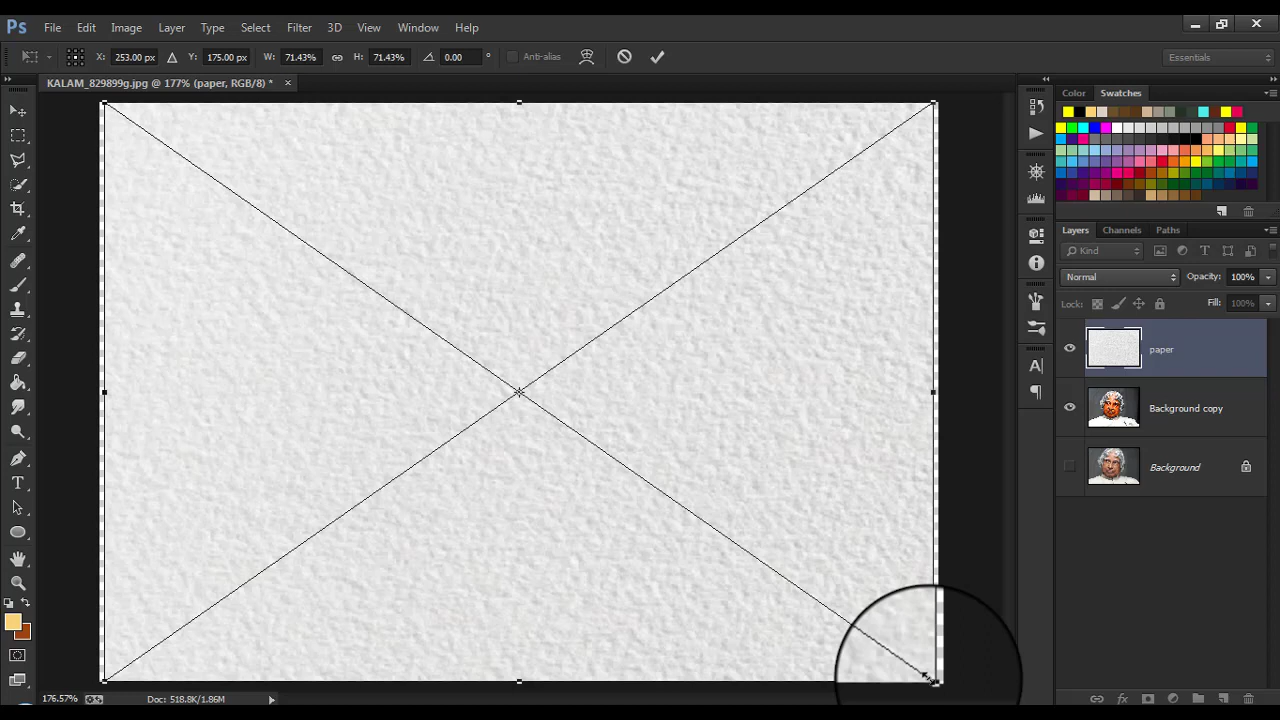 Ps File Edit Image Layer Type Select Filter 3D View Window Help
X: 253.00 px Y: 175.00 px W: 71.43% H: 71.43% 0.00 ° Anti-alias Essentials
KALAM_829899g.jpg @ 177% (paper, RGB/8) * ×
Color Swatches
Layers Channels Paths
Kind
Normal Opacity: 100%
Lock: Fill: 100%
paper
Background copy
Background
176.57% Doc: 518.8K/1.86M